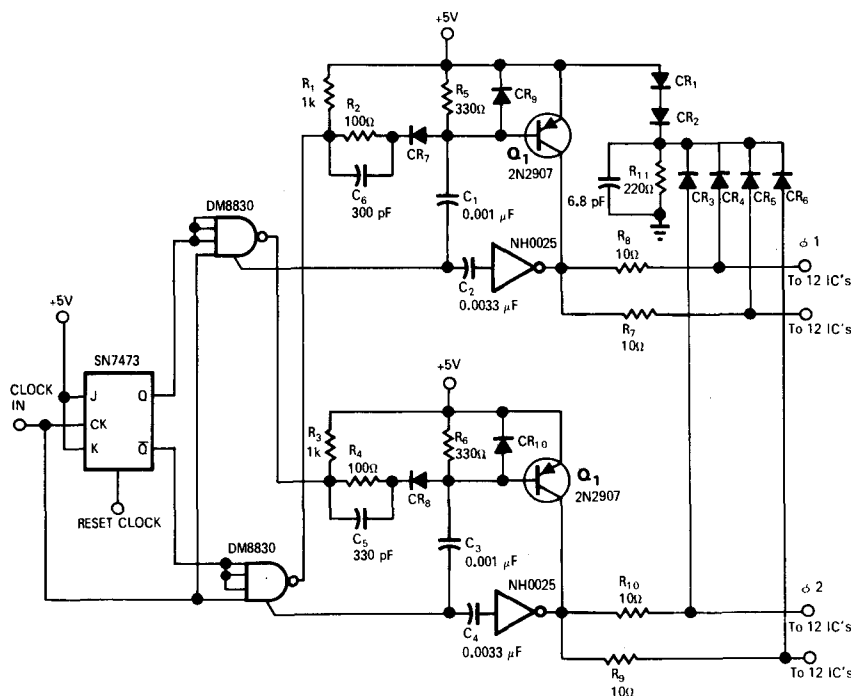 +5V
R1
1k
R2
100Ω
R5
330Ω
CR9
CR1
CR2
CR7
Q1
2N2907
C6
300 pF
C1
0.001 μF
6.8 pF
R11
220Ω
CR3
CR4
CR5
CR6
DM8830
NH0025
C2
0.0033 μF
R8
10Ω
ϕ 1
To 12 IC's
R7
10Ω
To 12 IC's
+5V
SN7473
CLOCK
IN
J
Q
CK
K
Q̅
RESET CLOCK
+5V
R3
1k
R4
100Ω
R6
330Ω
CR10
CR8
Q1
2N2907
C5
330 pF
C3
0.001 μF
DM8830
NH0025
C4
0.0033 μF
R10
10Ω
ϕ 2
To 12 IC's
R9
10Ω
To 12 IC's